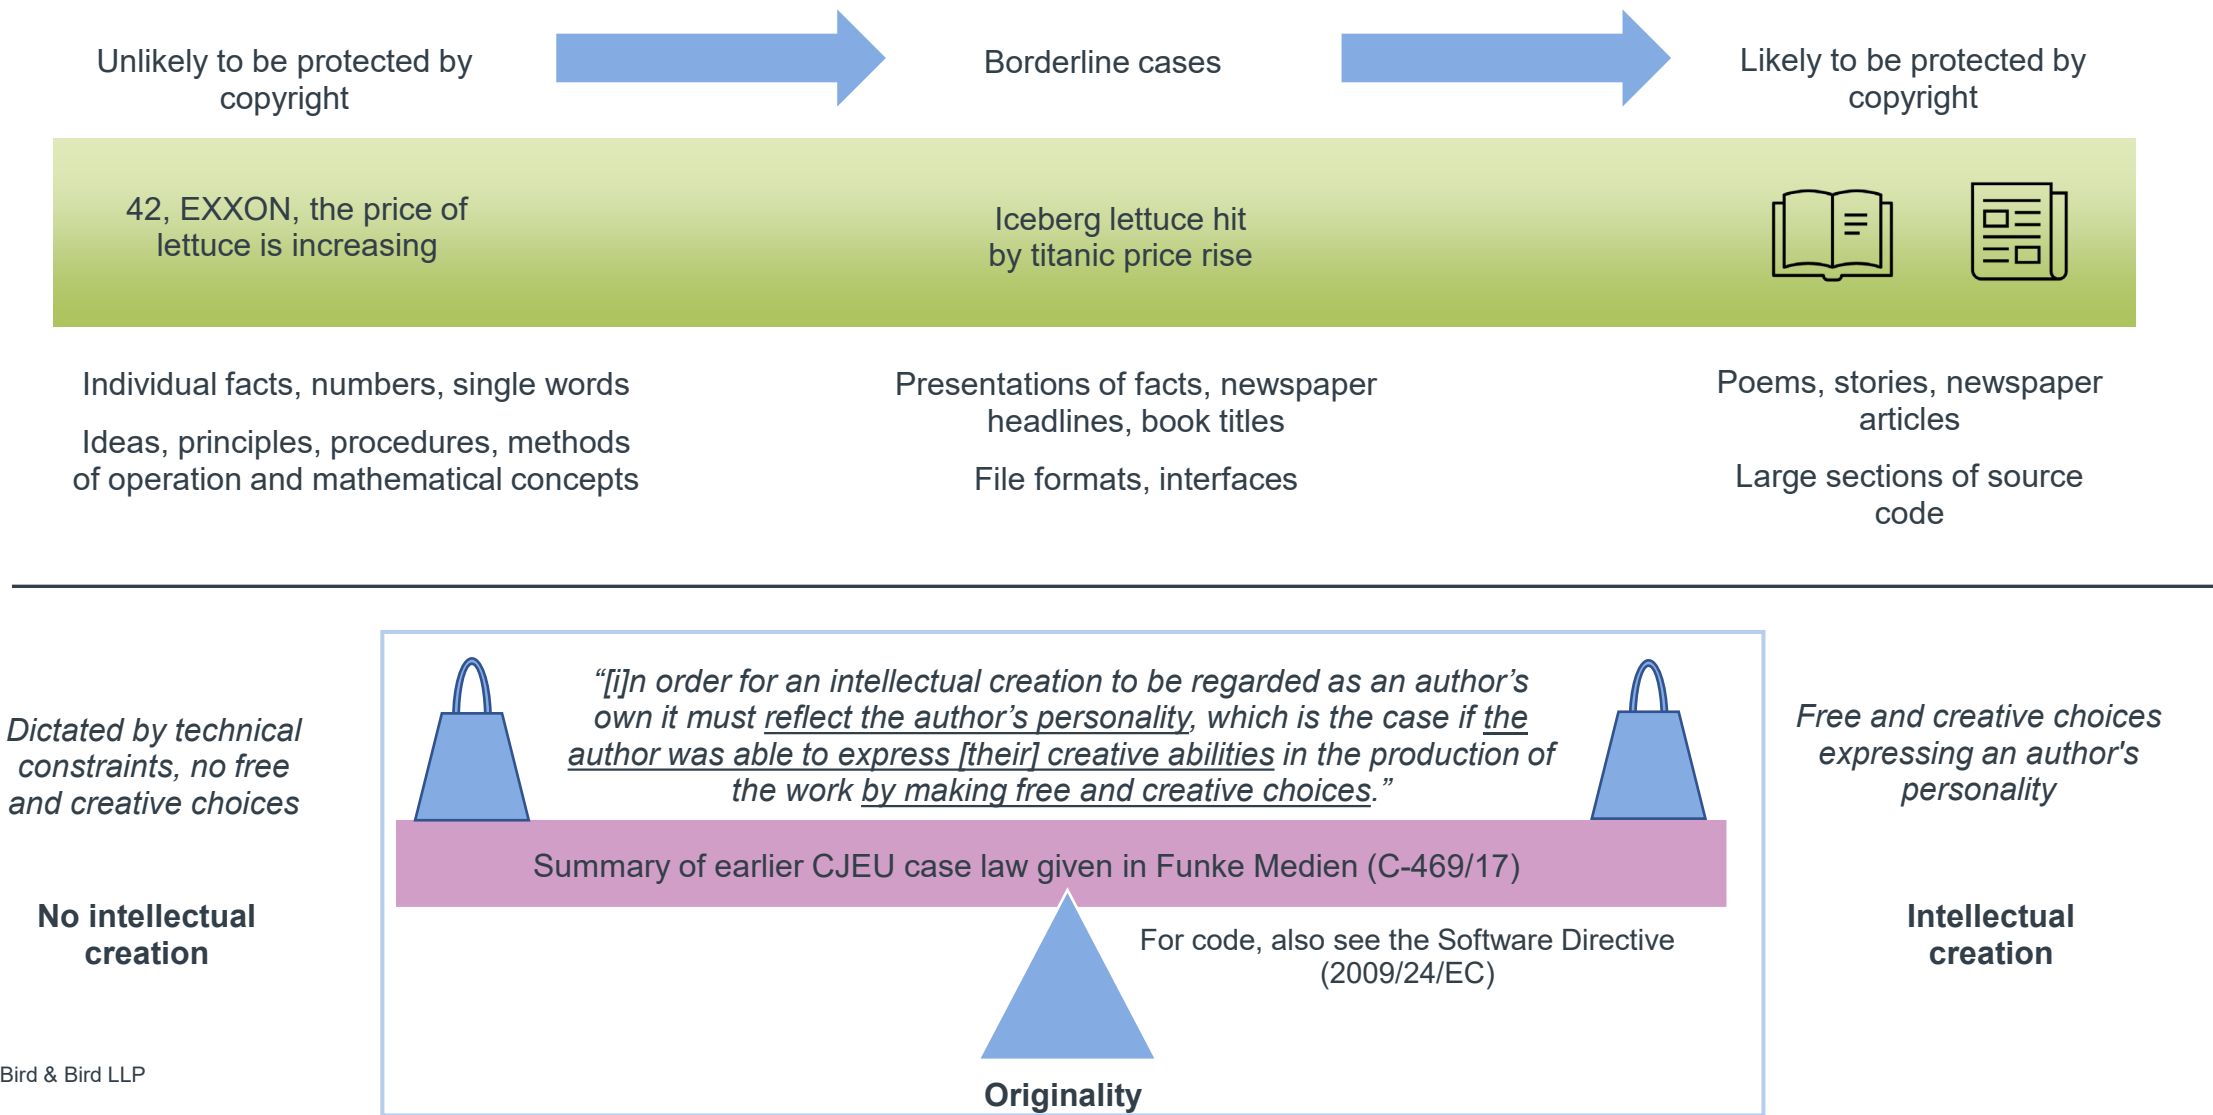 Unlikely to be protected by
copyright
Borderline cases
Likely to be protected by
copyright
42, EXXON, the price of
lettuce is increasing
Iceberg lettuce hit
by titanic price rise
Individual facts, numbers, single words
Ideas, principles, procedures, methods
of operation and mathematical concepts
Presentations of facts, newspaper
headlines, book titles
File formats, interfaces
Poems, stories, newspaper
articles
Large sections of source
code
Dictated by technical
constraints, no free
and creative choices
No intellectual
creation
“[i]n order for an intellectual creation to be regarded as an author’s
own it must reflect the author’s personality, which is the case if the
author was able to express [their] creative abilities in the production of
the work by making free and creative choices.”
Summary of earlier CJEU case law given in Funke Medien (C-469/17)
For code, also see the Software Directive
(2009/24/EC)
Originality
Free and creative choices
expressing an author's
personality
Intellectual
creation
Bird & Bird LLP